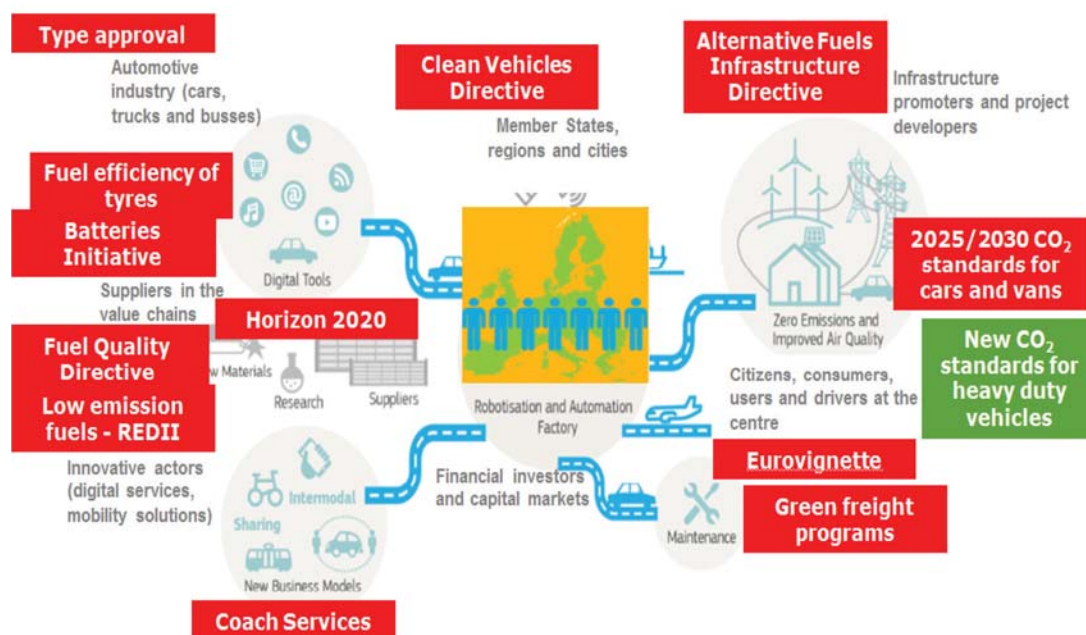 Type approval
Automotive
industry (cars,
trucks and busses)
Fuel efficiency of
tyres
Batteries
Initiative
Digital Tools
Suppliers in the
value chains
Horizon 2020
Fuel Quality
Directive
Materials
Research
Suppliers
Low emission
fuels - REDII
Innovative actors
(digital services,
mobility solutions)
Intermodal
Sharing
New Business Models
Coach Services
Clean Vehicles
Directive
Member States,
regions and cities
@
Robotisation and Automation
Factory
Financial investors
and capital markets
Alternative Fuels
Infrastructure
Directive
Infrastructure
promoters and project
developers
2025/2030 CO₂
standards for
cars and vans
Zero Emissions and
Improved Air Quality
New CO₂
standards for
heavy duty
vehicles
Citizens, consumers,
users and drivers at the
centre
Eurovignette
Green freight
programs
Maintenance